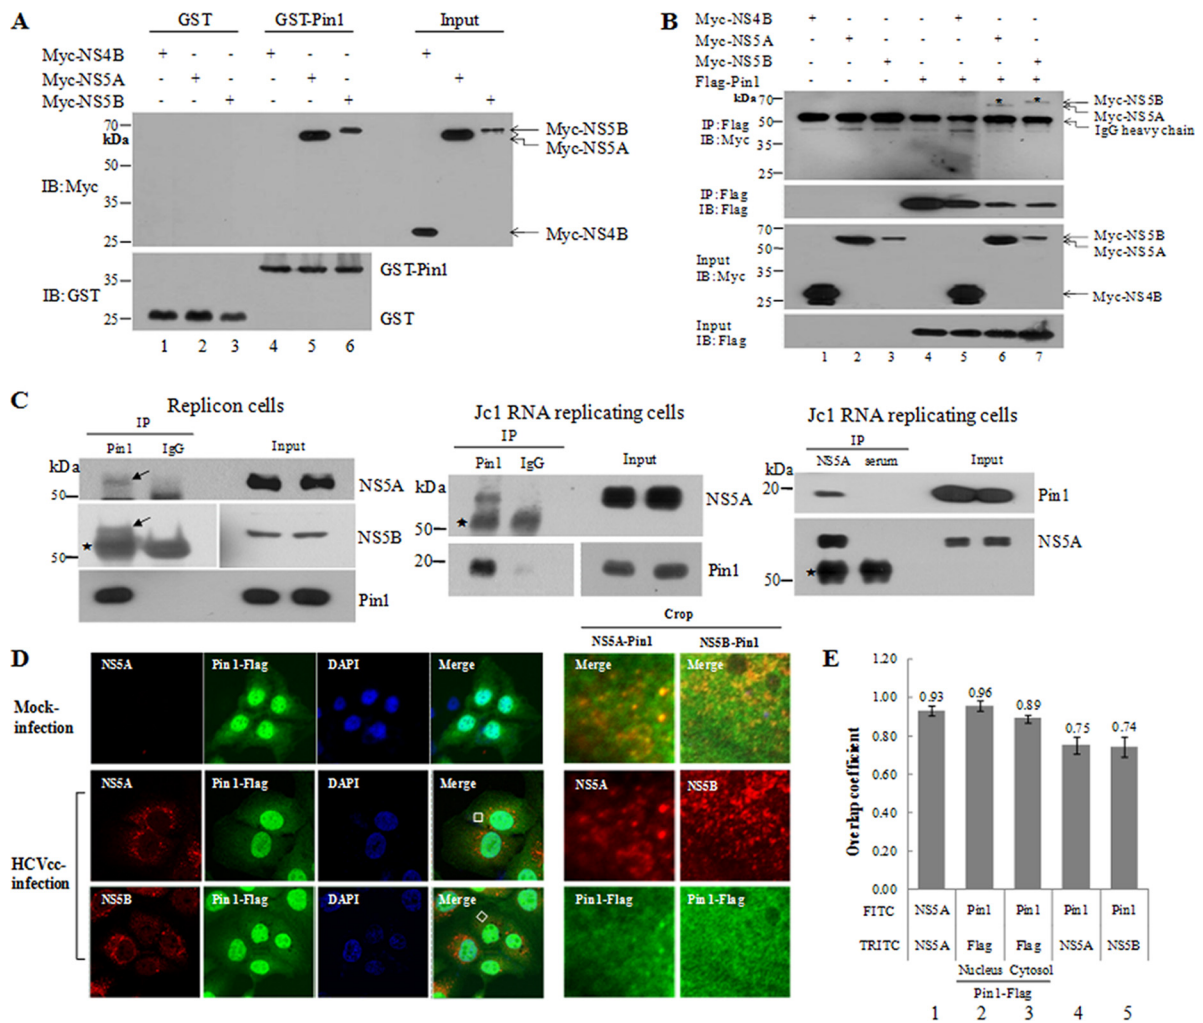 A
GST
GST-Pin1
Input
Myc-NS4B + - - + - - + - -
Myc-NS5A - + - - + - - + -
Myc-NS5B - - + - - + - - +
70
kDa
50
35
25
IB:Myc
Myc-NS5B
Myc-NS5A
Myc-NS4B
35
25
IB:GST
GST-Pin1
GST
1 2 3 4 5 6
B
Myc-NS4B + - - - + - -
Myc-NS5A - + - - - + -
Myc-NS5B - - + - - - +
Flag-Pin1 - - - + + + +
kDa 70
50
35
25
IP:Flag
IB:Myc
Myc-NS5B
Myc-NS5A
IgG heavy chain
IP:Flag
IB:Flag
70
50
35
25
Input
IB:Myc
Myc-NS5B
Myc-NS5A
Myc-NS4B
Input
IB:Flag
1 2 3 4 5 6 7
C
Replicon cells
IP
Pin1 IgG Input
kDa
50
NS5A
50
NS5B
Pin1
Jc1 RNA replicating cells
IP
Pin1 IgG Input
kDa
50
NS5A
20
Pin1
Jc1 RNA replicating cells
IP
NS5A serum Input
kDa
20
Pin1
50
NS5A
D
Mock-
infection
NS5A Pin1-Flag DAPI Merge
HCVcc-
infection
NS5A Pin1-Flag DAPI Merge
NS5B Pin1-Flag DAPI Merge
Crop
NS5A-Pin1 NS5B-Pin1
Merge Merge
NS5A NS5B
Pin1-Flag Pin1-Flag
E
Overlap coefficient
1.20
1.00
0.80
0.60
0.40
0.20
0.00
0.93 0.96 0.89 0.75 0.74
FITC NS5A Pin1 Pin1 Pin1 Pin1
TRITC NS5A Flag Flag NS5A NS5B
Nucleus Cytosol
Pin1-Flag
1 2 3 4 5